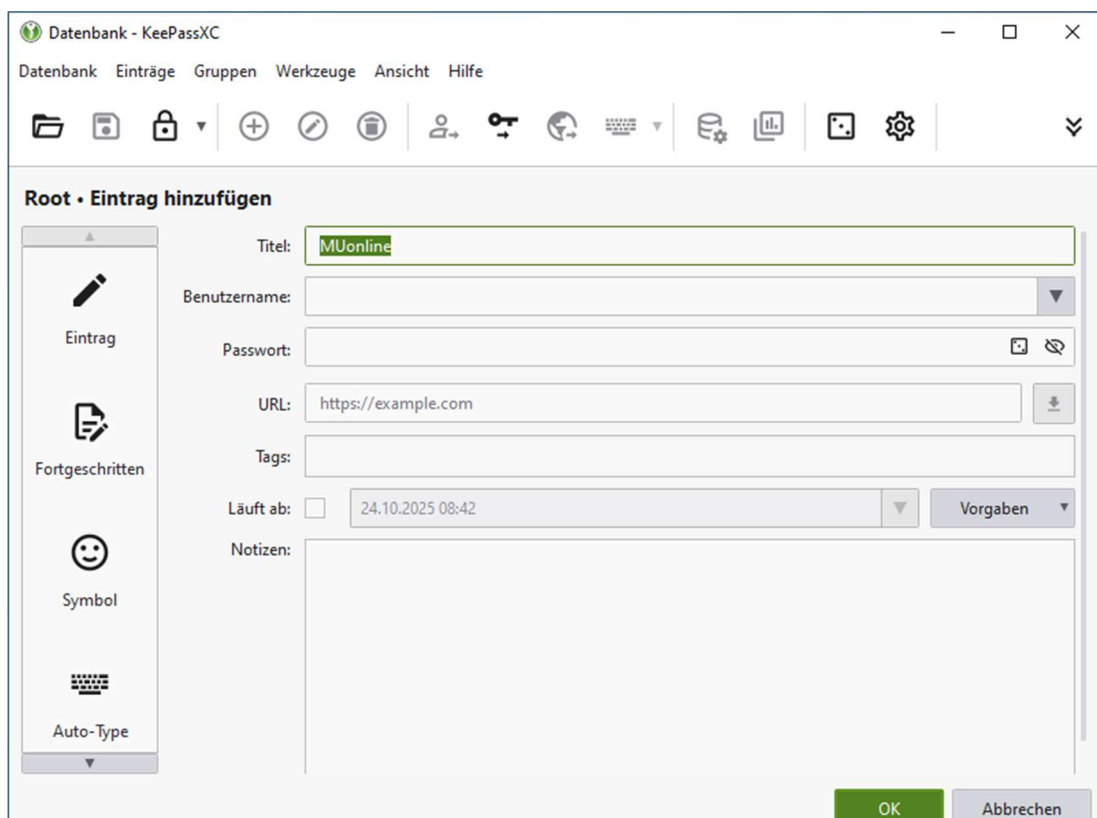 Datenbank - KeePassXC
Datenbank Einträge Gruppen Werkzeuge Ansicht Hilfe
Root • Eintrag hinzufügen
Titel: MUonline
Benutzername:
Eintrag
Passwort:
URL: https://example.com
Tags:
Fortgeschritten
Läuft ab: 24.10.2025 08:42 Vorgaben
Notizen:
Symbol
Auto-Type
OK Abbrechen